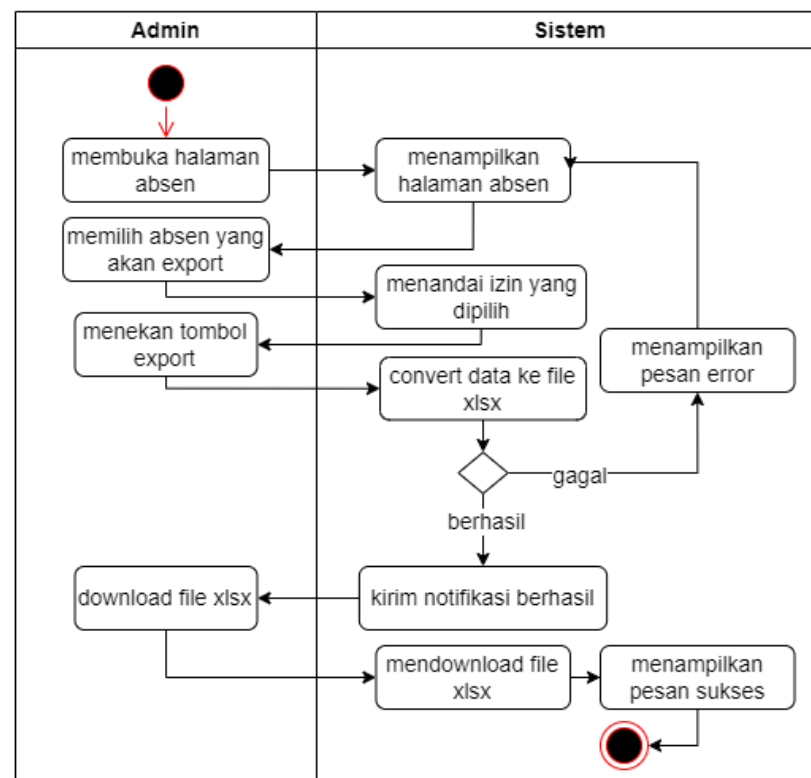 Admin
Sistem
membuka halaman
absen
menampilkan
halaman absen
memilih absen yang
akan export
menandai izin yang
dipilih
menekan tombol
export
convert data ke file
xlsx
menampilkan
pesan error
gagal
berhasil
download file xlsx
kirim notifikasi berhasil
mendownload file
xlsx
menampilkan
pesan sukses